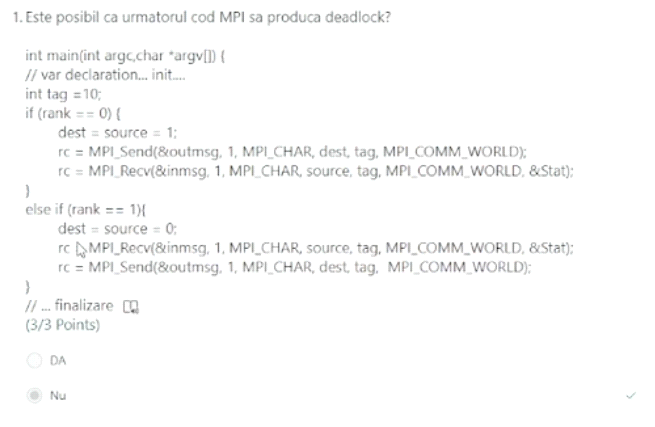 1. Este posibil ca urmatorul cod MPI sa produca deadlock?
int main(int argc,char *argv[]) {
// var declaration... init....
int tag =10;
if (rank == 0) {
dest = source = 1;
rc = MPI_Send(&outmsg, 1, MPI_CHAR, dest, tag, MPI_COMM_WORLD);
rc = MPI_Recv(&inmsg, 1, MPI_CHAR, source, tag, MPI_COMM_WORLD, &Stat);
}
else if (rank == 1){
dest = source = 0;
rc MPI_Recv(&inmsg, 1, MPI_CHAR, source, tag, MPI_COMM_WORLD, &Stat);
rc = MPI_Send(&outmsg, 1, MPI_CHAR, dest, tag, MPI_COMM_WORLD);
}
// ... finalizare
(3/3 Points)
DA
Nu